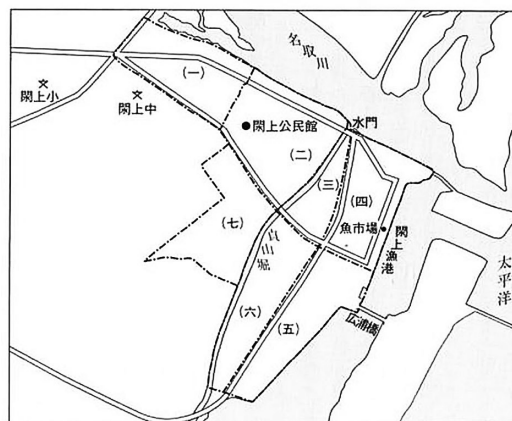 名取川
(一)
閖上小
閖上中
閖上公民館
水門
(二)
(三)
(四)
魚市場
閖上漁港
太平洋
(七)
貞山堀
(六)
(五)
広浦橋